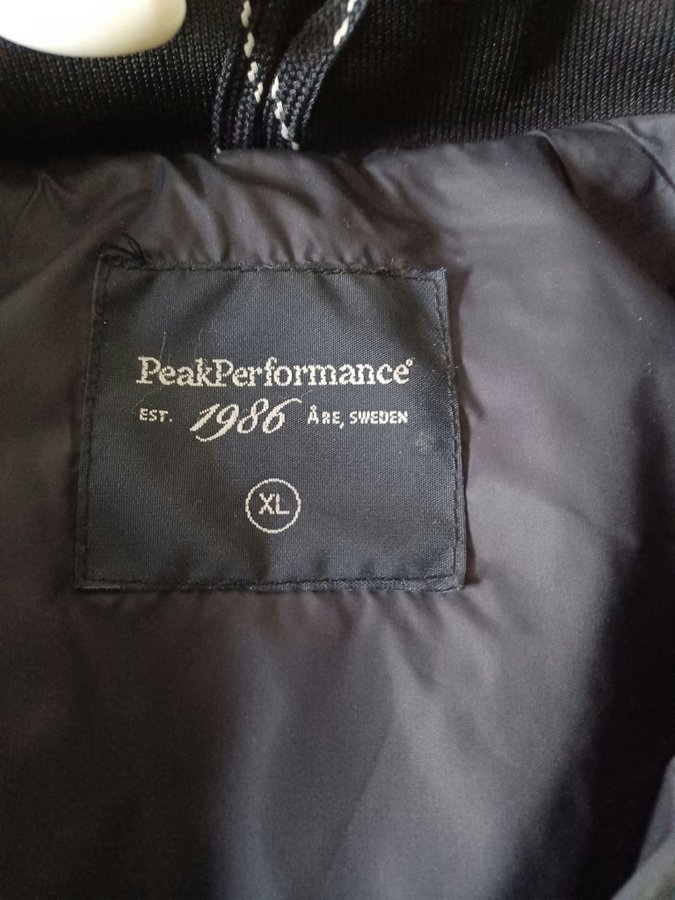 PeakPerformance®
EST. 1986 ÅRE, SWEDEN
XL